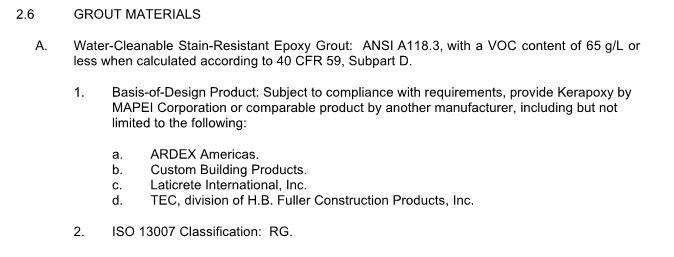 2.6 GROUT MATERIALS
A. Water-Cleanable Stain-Resistant Epoxy Grout: ANSI A118.3, with a VOC content of 65 g/L or
less when calculated according to 40 CFR 59, Subpart D.
1. Basis-of-Design Product: Subject to compliance with requirements, provide Kerapoxy by
MAPEI Corporation or comparable product by another manufacturer, including but not
limited to the following:
a. ARDEX Americas.
b. Custom Building Products.
c. Laticrete International, Inc.
d. TEC, division of H.B. Fuller Construction Products, Inc.
2. ISO 13007 Classification: RG.